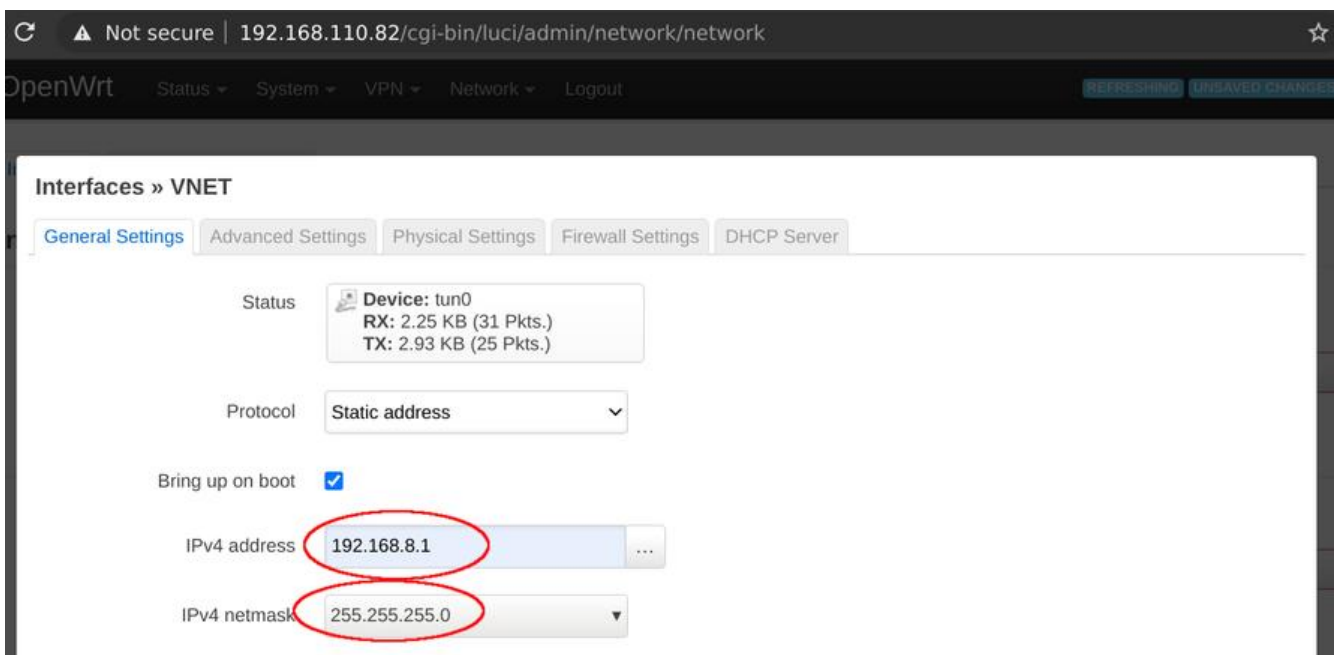 Not secure | 192.168.110.82/cgi-bin/luci/admin/network/network
OpenWrt Status System VPN Network Logout REFRESHING UNSAVED CHANGES
Interfaces » VNET
General Settings Advanced Settings Physical Settings Firewall Settings DHCP Server
Status
Device: tun0
RX: 2.25 KB (31 Pkts.)
TX: 2.93 KB (25 Pkts.)
Protocol Static address
Bring up on boot
IPv4 address 192.168.8.1 ...
IPv4 netmask 255.255.255.0